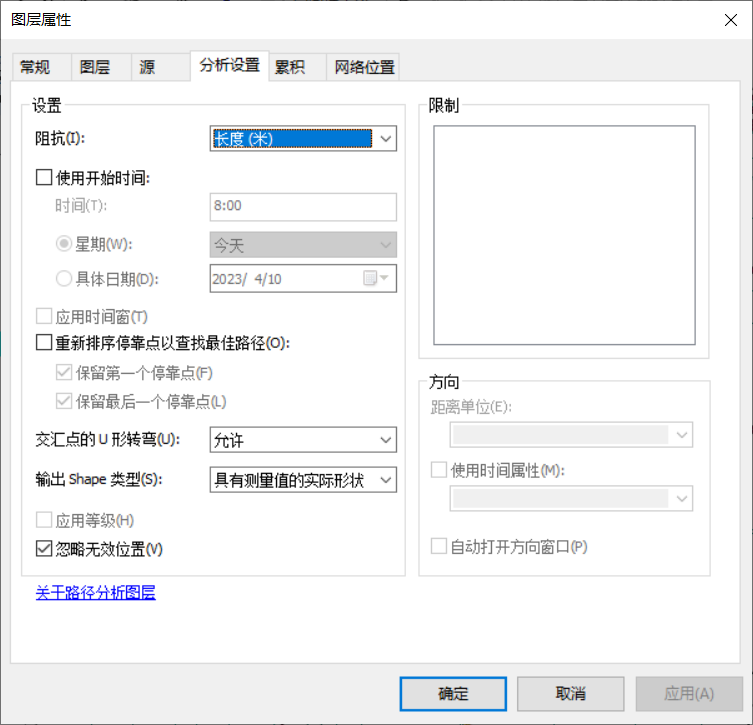 图层属性
常规 图层 源 分析设置 累积 网络位置
设置
阻抗(I): 长度 (米)
使用开始时间:
时间(T): 8:00
星期(W): 今天
具体日期(D): 2023/ 4/10
应用时间窗(T)
重新排序停靠点以查找最佳路径(O):
保留第一个停靠点(F)
保留最后一个停靠点(L)
交汇点的 U 形转弯(U): 允许
输出 Shape 类型(S): 具有测量值的实际形状
应用等级(H)
忽略无效位置(V)
关于路径分析图层
限制
方向
距离单位(E):
使用时间属性(M):
自动打开方向窗口(P)
确定 取消 应用(A)